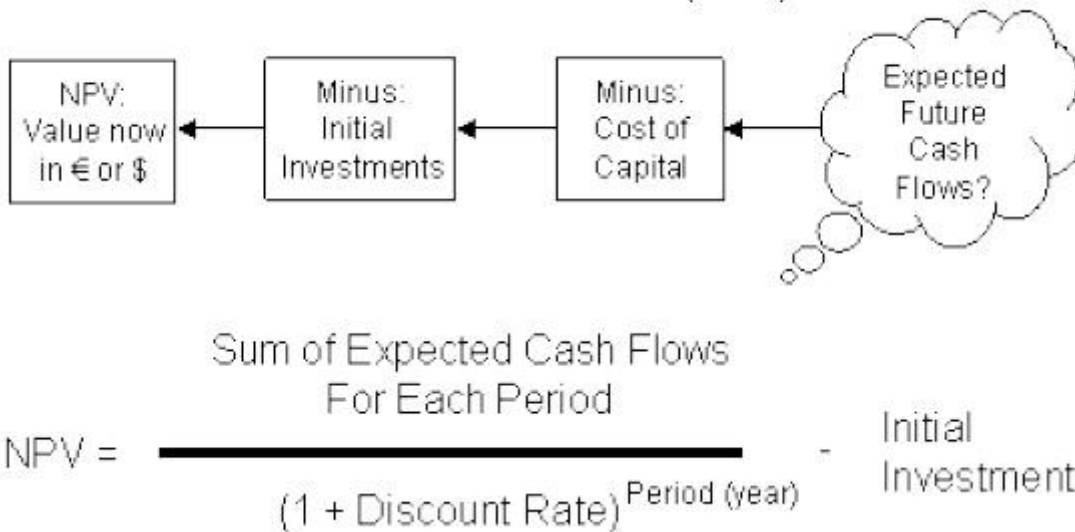 NPV:
Value now
in € or $
Minus:
Initial
Investments
Minus:
Cost of
Capital
Expected
Future
Cash
Flows?
Sum of Expected Cash Flows
For Each Period
NPV =
(1 + Discount Rate)
Period (year)
-
Initial
Investment